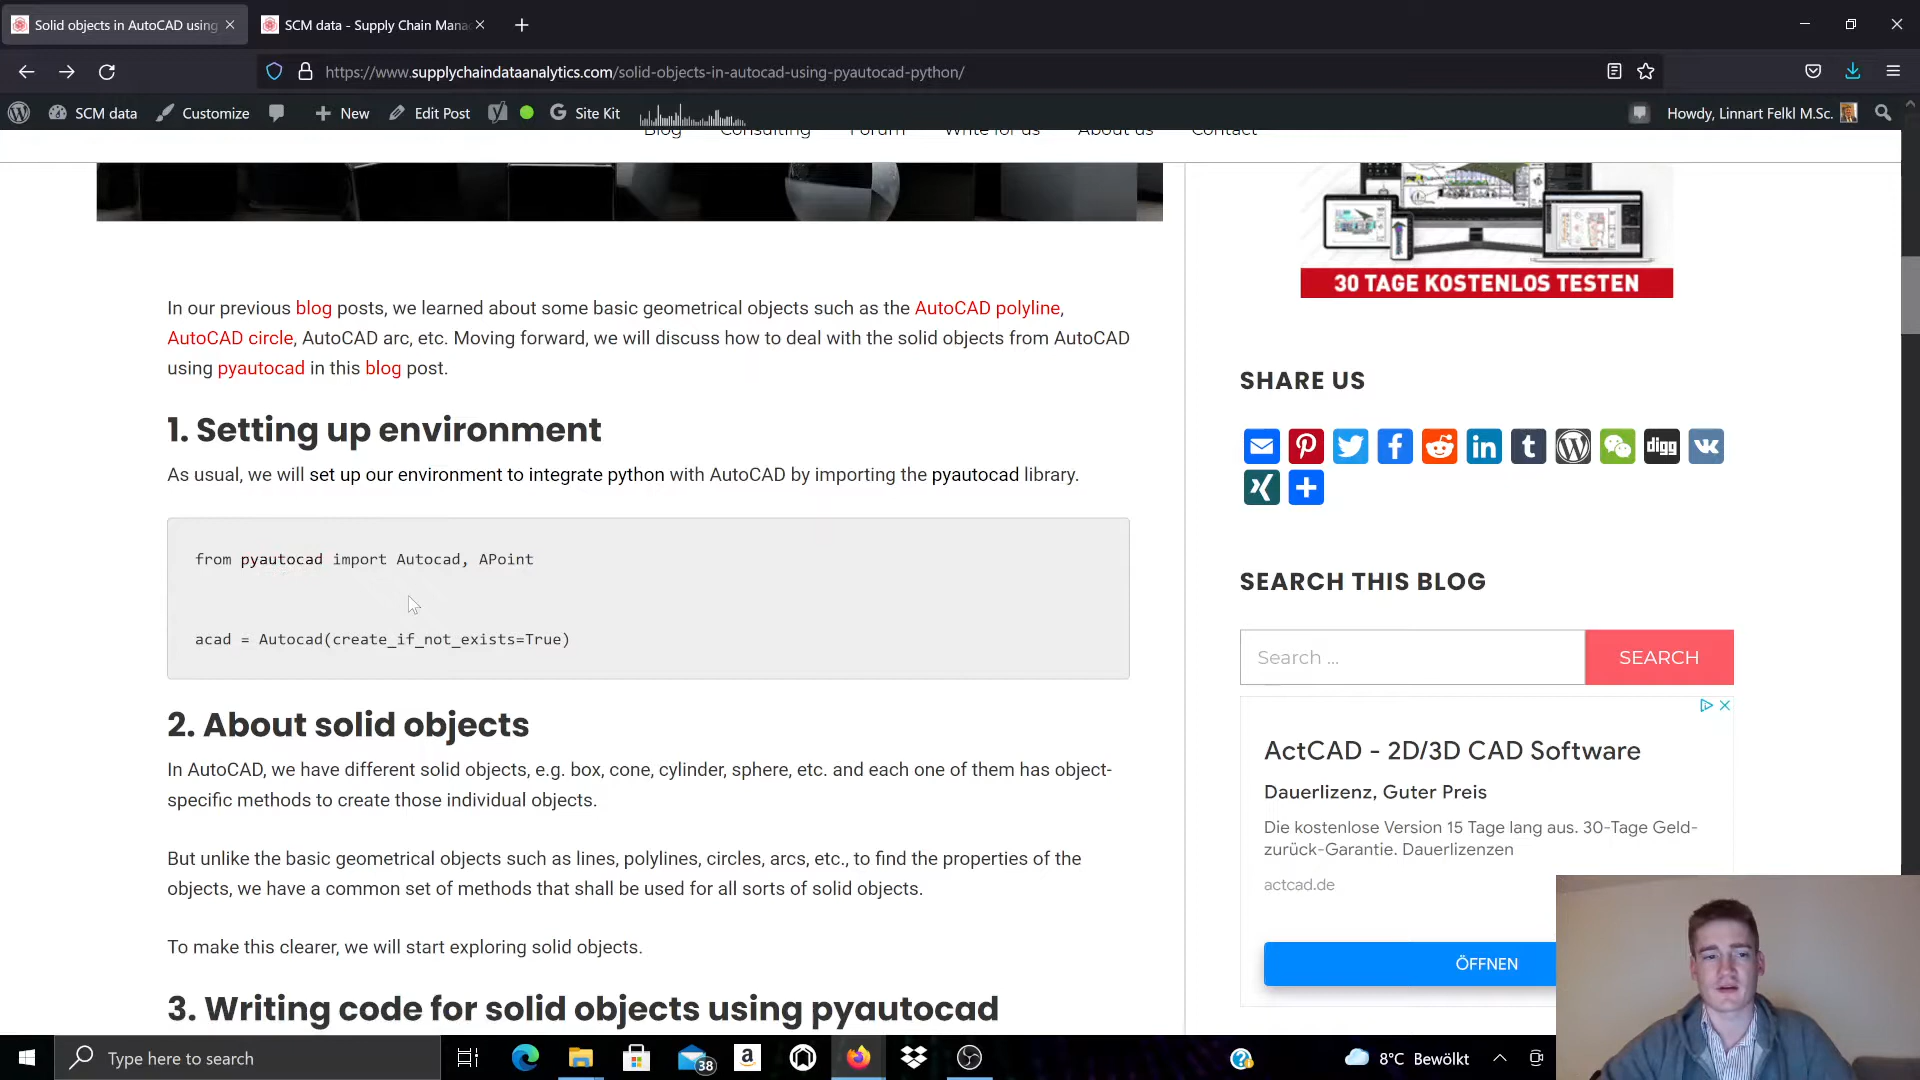 Solid objects in AutoCAD using
SCM data - Supply Chain Mana
https://www.supplychaindataanalytics.com/solid-objects-in-autocad-using-pyautocad-python/
SCM data
Customize
New
Edit Post
Site Kit
Howdy, Linnart Felkl M.Sc.
Blog
Consulting
Forum
Write for us
About us
Contact
30 TAGE KOSTENLOS TESTEN
In our previous blog posts, we learned about some basic geometrical objects such as the AutoCAD polyline,
AutoCAD circle, AutoCAD arc, etc. Moving forward, we will discuss how to deal with the solid objects from AutoCAD
using pyautocad in this blog post.
1. Setting up environment
As usual, we will set up our environment to integrate python with AutoCAD by importing the pyautocad library.
from pyautocad import Autocad, APoint
acad = Autocad(create_if_not_exists=True)
2. About solid objects
In AutoCAD, we have different solid objects, e.g. box, cone, cylinder, sphere, etc. and each one of them has object-
specific methods to create those individual objects.
But unlike the basic geometrical objects such as lines, polylines, circles, arcs, etc., to find the properties of the
objects, we have a common set of methods that shall be used for all sorts of solid objects.
To make this clearer, we will start exploring solid objects.
3. Writing code for solid objects using pyautocad
SHARE US
digg
SEARCH THIS BLOG
Search ...
SEARCH
ActCAD - 2D/3D CAD Software
Dauerlizenz, Guter Preis
Die kostenlose Version 15 Tage lang aus. 30-Tage Geld-
zurück-Garantie. Dauerlizenzen
actcad.de
ÖFFNEN
Type here to search
38
8°C Bewölkt